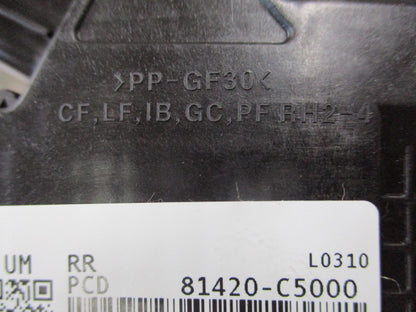 >PP-GF30<
CF,LF,IB,GC,PF RH2-4
UM RR L0310
PCD 81420-C5000